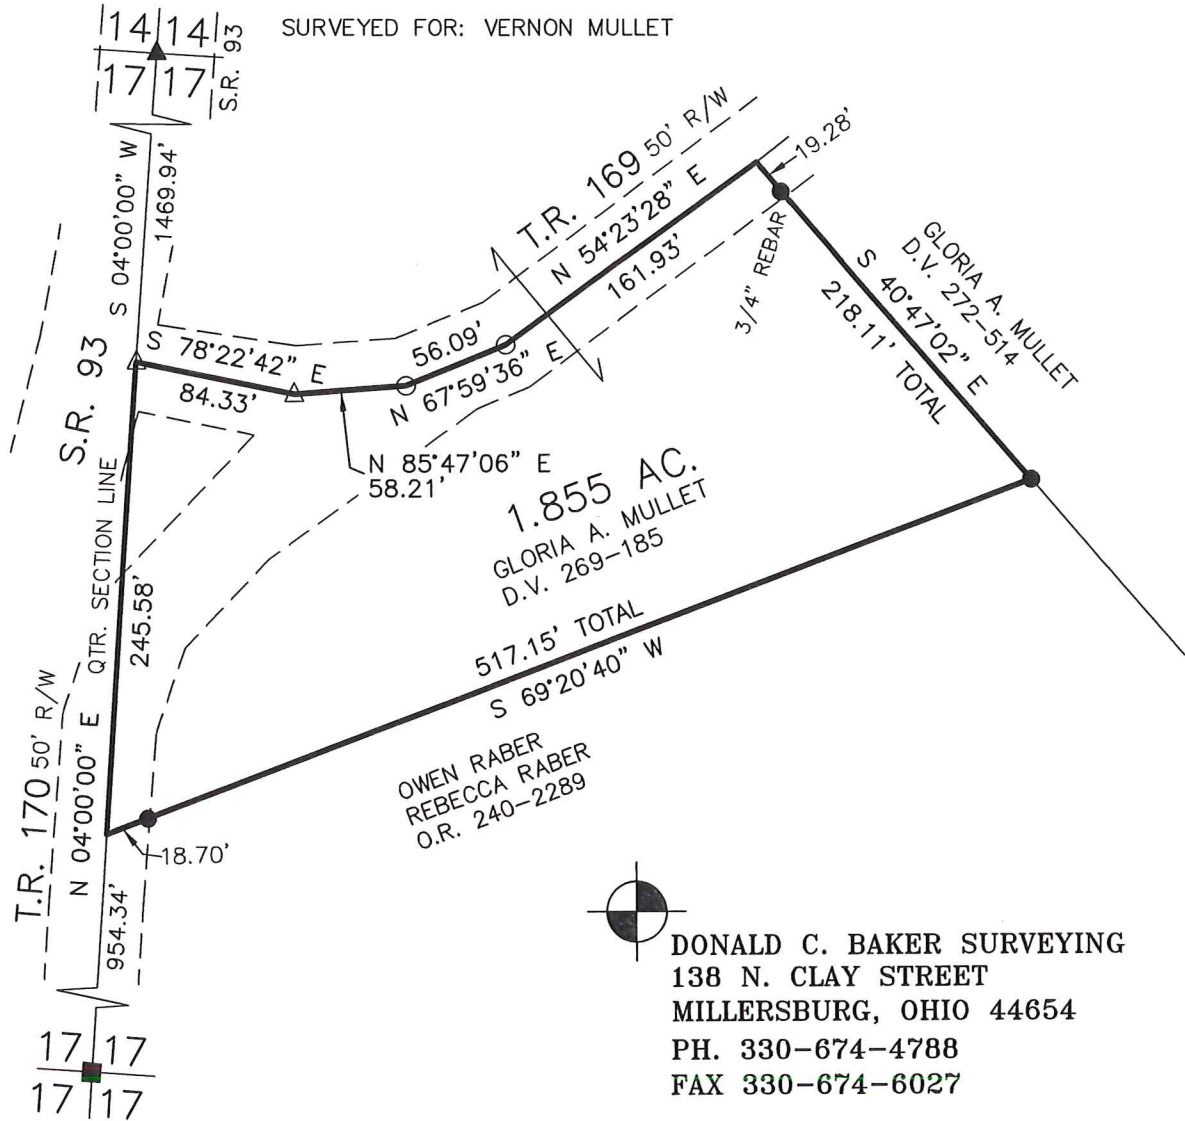 SURVEYED FOR: VERNON MULLET
14 14
17 17
S.R. 93
S 04°00'00" W
1469.94'
T.R. 169 50' R/W
19.28'
N 54°23'28" E
161.93'
3/4" REBAR
GLORIA A. MULLET
D.V. 272-514
S 40°47'02" E
218.11' TOTAL
S.R. 93
S 78°22'42" E
84.33'
56.09'
N 67°59'36" E
N 85°47'06" E
58.21'
1.855 AC.
GLORIA A. MULLET
D.V. 269-185
QTR. SECTION LINE
245.58'
N 04°00'00" E
517.15' TOTAL
S 69°20'40" W
T.R. 170 50' R/W
OWEN RABER
REBECCA RABER
O.R. 240-2289
18.70'
954.34'
17 17
17 17
DONALD C. BAKER SURVEYING
138 N. CLAY STREET
MILLERSBURG, OHIO 44654
PH. 330-674-4788
FAX 330-674-6027